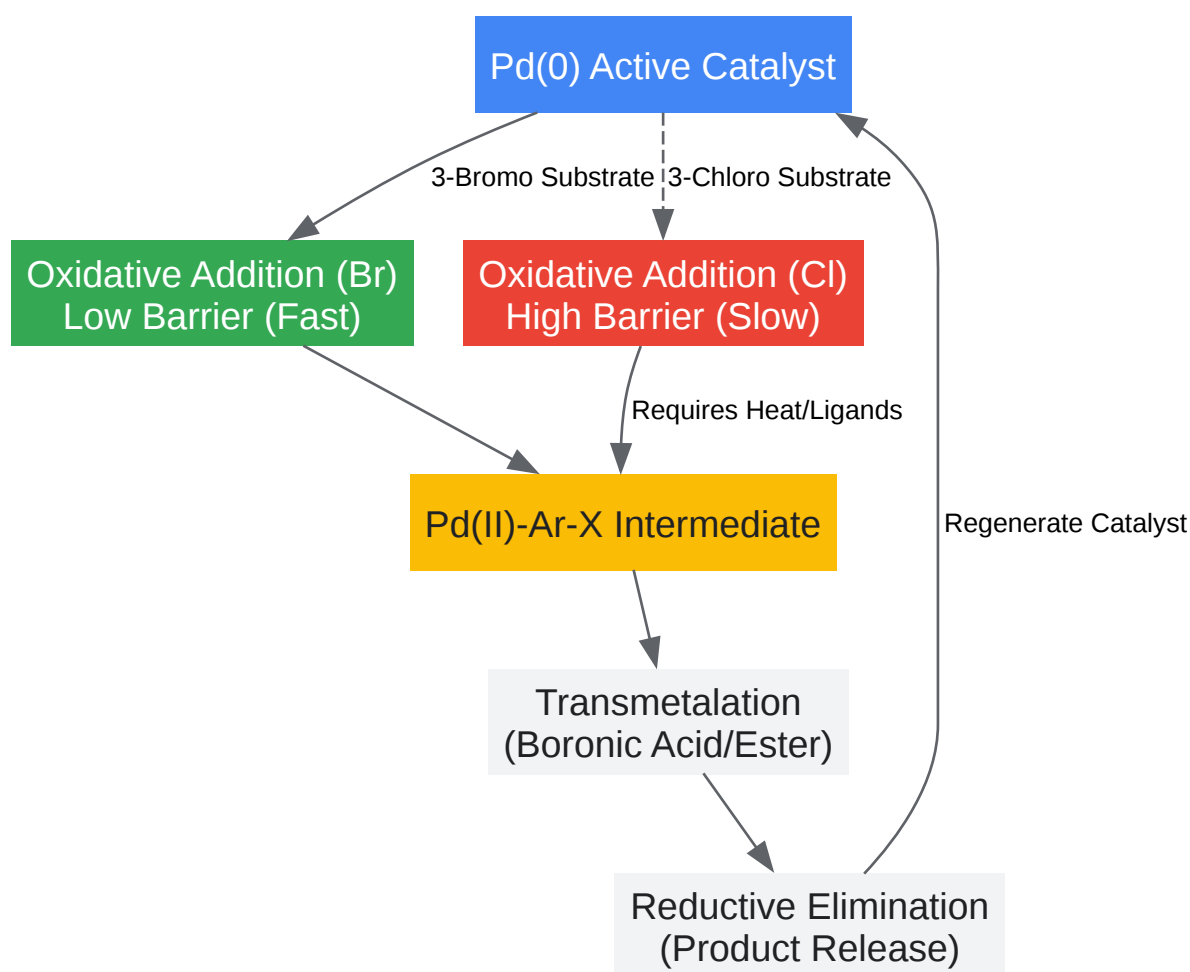 Pd(0) Active Catalyst
3-Bromo Substrate
3-Chloro Substrate
Oxidative Addition (Br)
Low Barrier (Fast)
Oxidative Addition (Cl)
High Barrier (Slow)
Requires Heat/Ligands
Pd(II)-Ar-X Intermediate
Regenerate Catalyst
Transmetalation
(Boronic Acid/Ester)
Reductive Elimination
(Product Release)